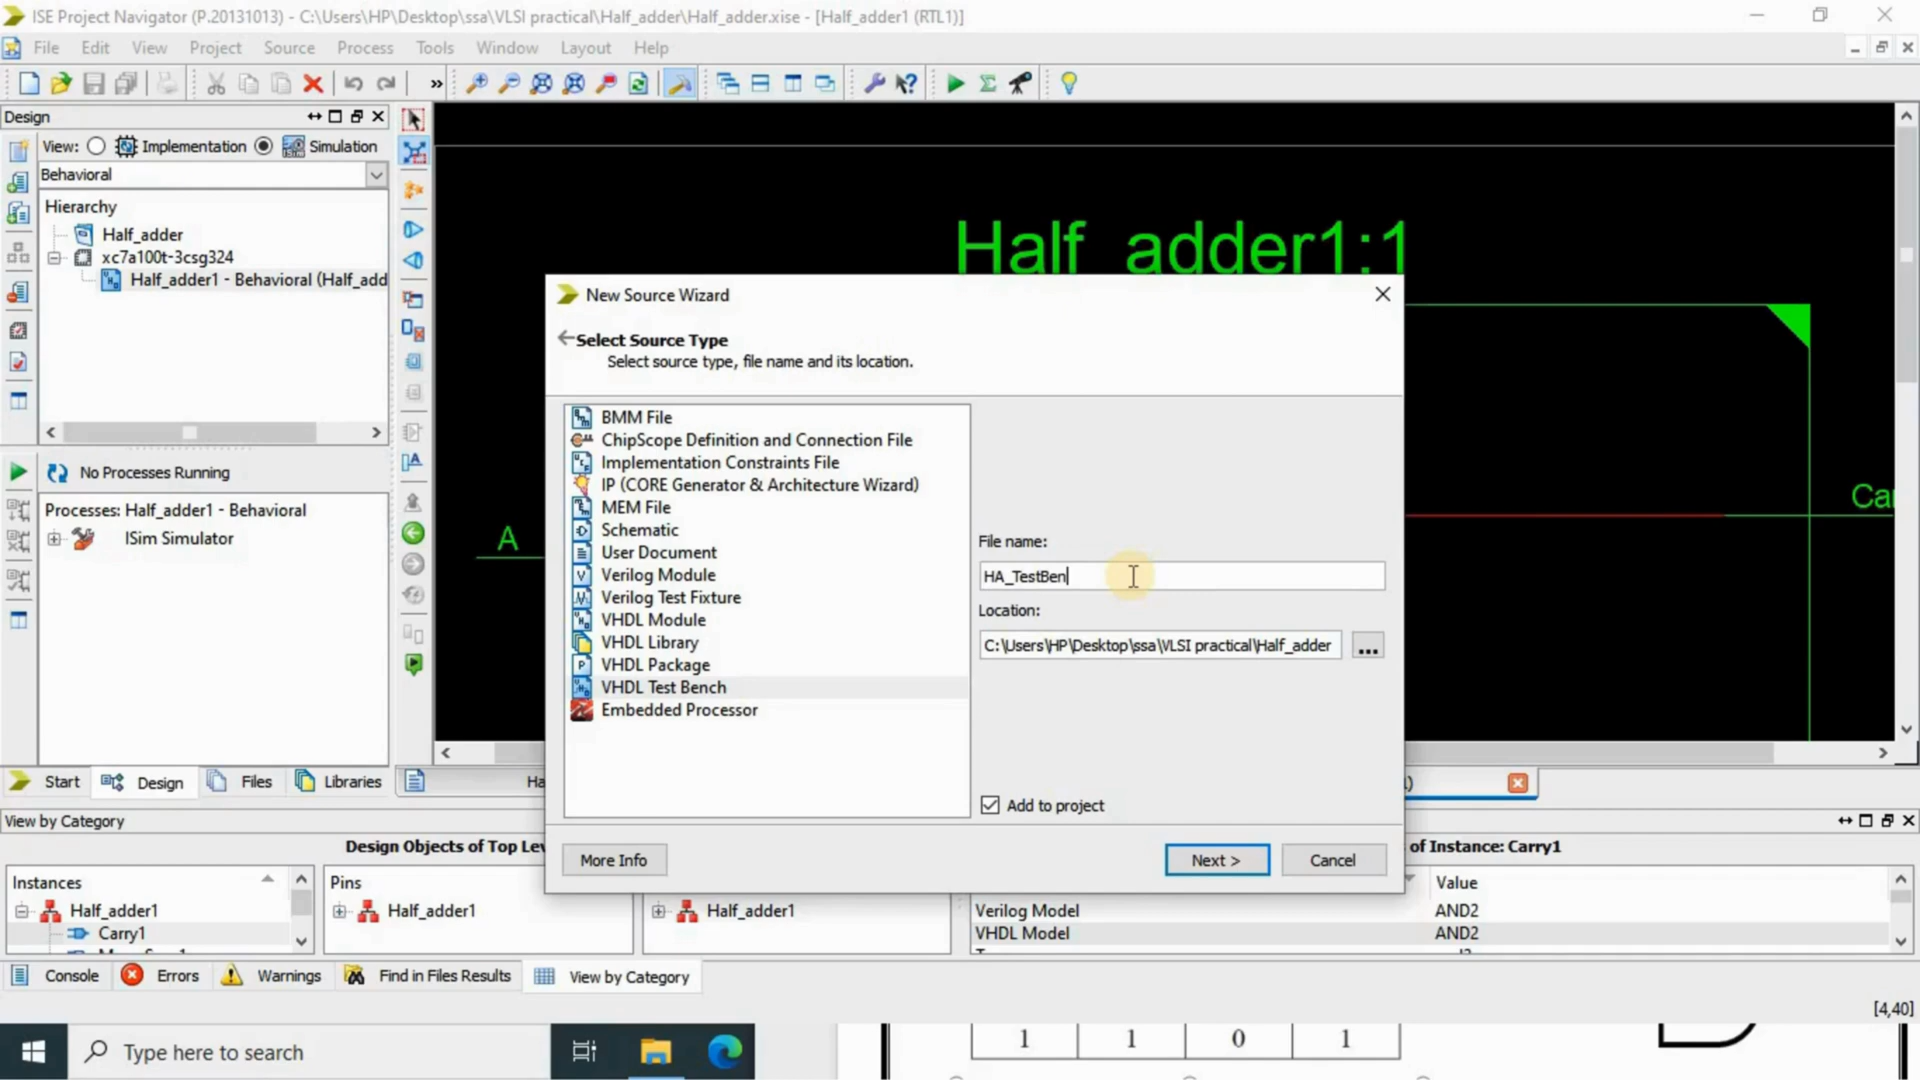 ISE Project Navigator (P.20131013) - C:\Users\HP\Desktop\ssa\VLSI practical\Half_adder\Half_adder.xise - [Half_adder1 (RTL1)]
File Edit View Project Source Process Tools Window Layout Help
Design
View: Implementation Simulation
Behavioral
Hierarchy
Half_adder
xc7a100t-3csg324
Half_adder1 - Behavioral (Half_add
No Processes Running
Processes: Half_adder1 - Behavioral
ISim Simulator
Start Design Files Libraries
Half_adder1:1
A
Car
Ha
New Source Wizard
Select Source Type
Select source type, file name and its location.
BMM File
ChipScope Definition and Connection File
Implementation Constraints File
IP (CORE Generator & Architecture Wizard)
MEM File
Schematic
User Document
Verilog Module
Verilog Test Fixture
VHDL Module
VHDL Library
VHDL Package
VHDL Test Bench
Embedded Processor
File name:
HA_TestBen
Location:
C:\Users\HP\Desktop\ssa\VLSI practical\Half_adder
...
Add to project
More Info Next > Cancel
View by Category
Design Objects of Top Lev
of Instance: Carry1
Instances
Half_adder1
Carry1
Pins
Half_adder1
Half_adder1
Value
Verilog Model AND2
VHDL Model AND2
Console Errors Warnings Find in Files Results View by Category
[4,40]
Type here to search
1 1 0 1